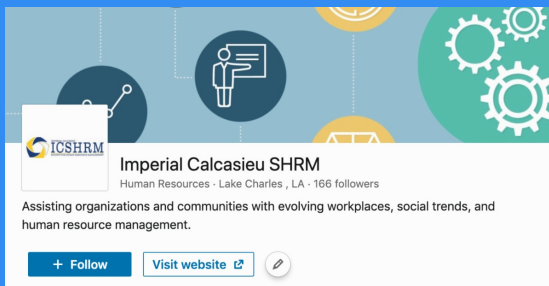 ICSHRM
Imperial Calcasieu SHRM
Human Resources · Lake Charles , LA · 166 followers
Assisting organizations and communities with evolving workplaces, social trends, and
human resource management.
+ Follow
Visit website